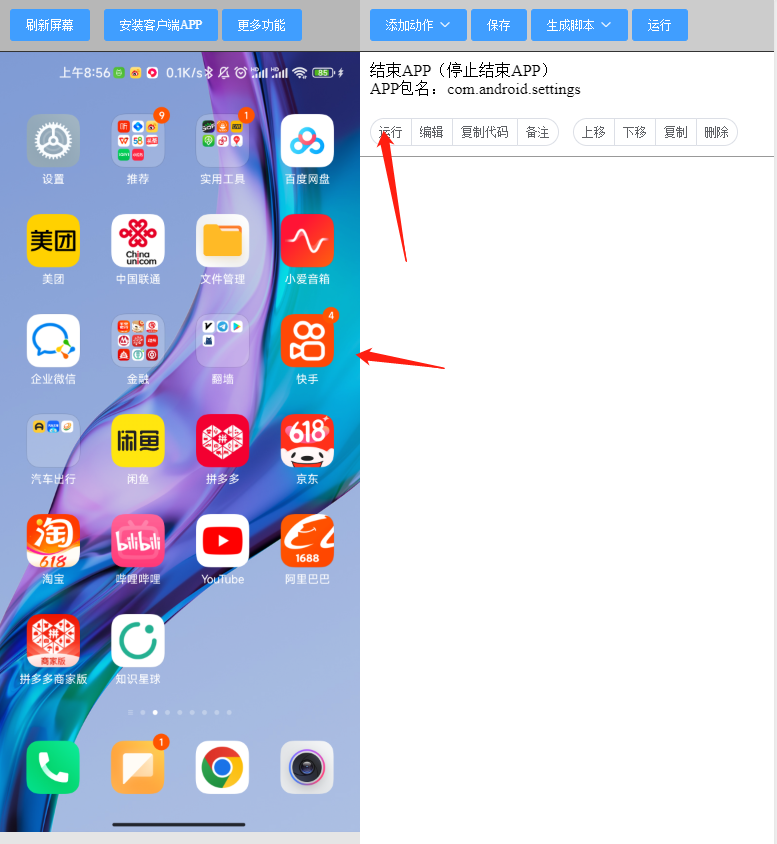 刷新屏幕 安装客户端APP 更多功能 添加动作 保存 生成脚本 运行
上午8:56 0.1K/s HD HD 85
结束APP（停止结束APP）
APP包名：com.android.settings
运行 编辑 复制代码 备注 上移 下移 复制 删除
9 1
设置 推荐 实用工具 百度网盘
美团
China
unicom
美团 中国联通 文件管理 小爱音箱
4
企业微信 金融 翻墙 快手
闲鱼 拼 618
汽车出行 闲鱼 拼多多 京东
淘 618 bilibili 1688
淘宝 哔哩哔哩 YouTube 阿里巴巴
拼 商家版
拼多多商家版 知识星球
1